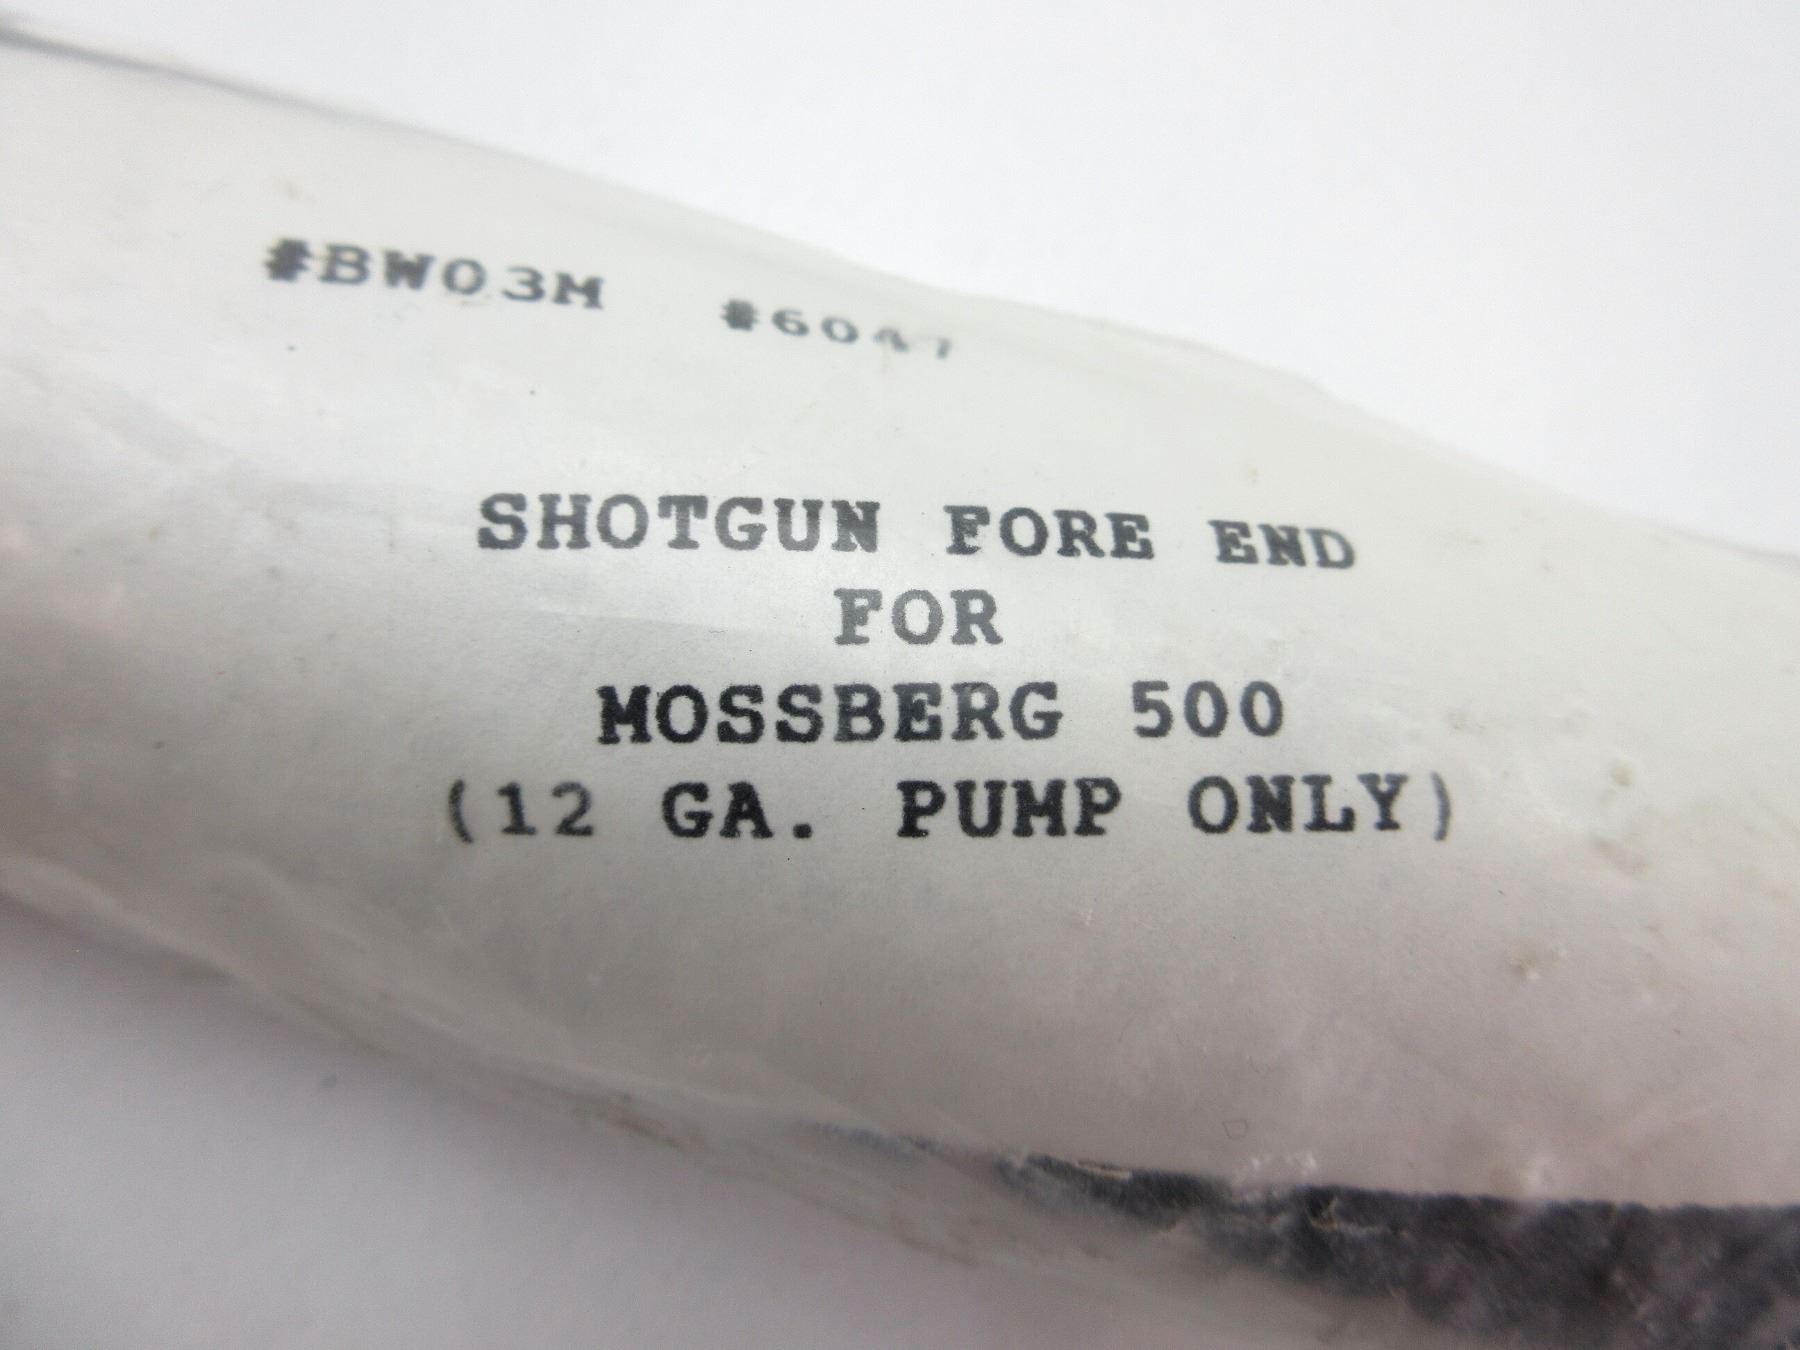 #BW03M #6047
SHOTGUN FORE END
FOR
MOSSBERG 500
(12 GA. PUMP ONLY)